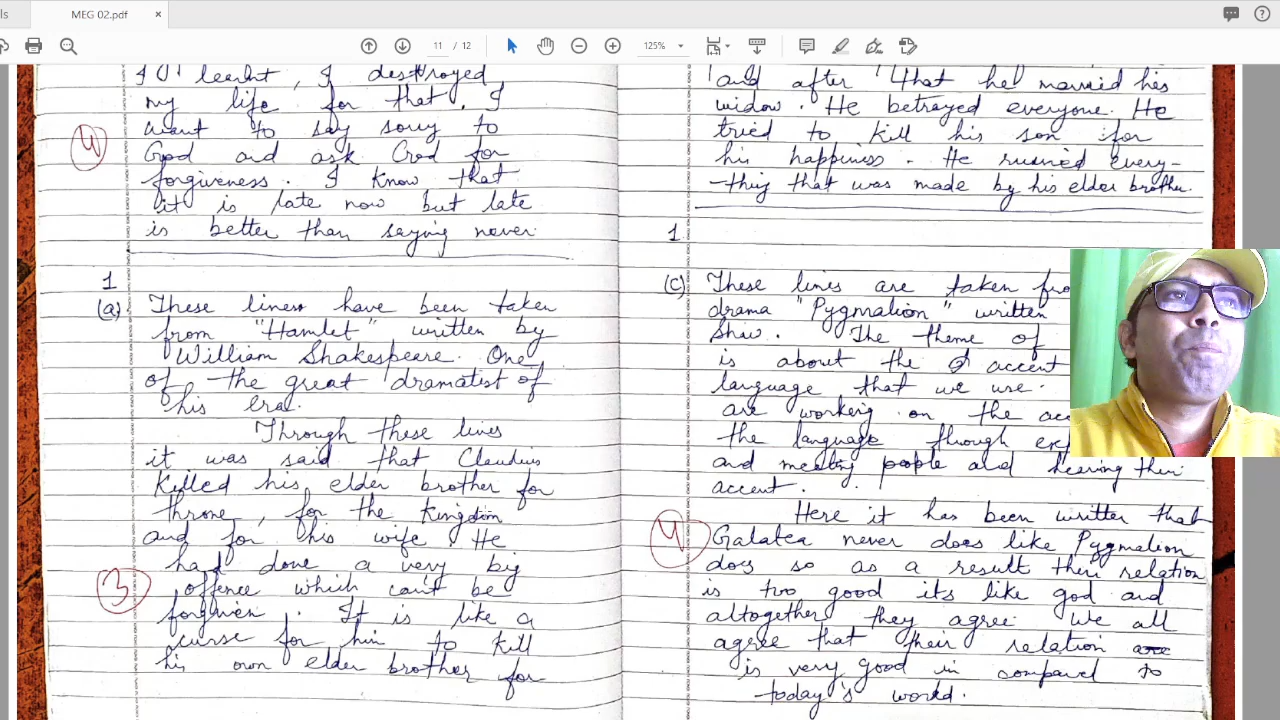 ls
MEG 02.pdf
11 / 12
125%
I learnt, I destroyed
my life for that. I
want to say sorry to
4
God and ask God for
forgiveness. I know that
it is late now but late
is better than saying never.
1
(a) These lines have been taken
from "Hamlet" written by
William Shakespeare. One
of the great dramatist of
his era.
Through these lines
it was said that Claudius
killed his elder brother for
throne, for the Kingdom
and for his wife. He
had done a very big
3
offence which cant be
forgiven. It is like a
curse for him to kill
his own elder brother for
and after that he married his
widow. He betrayed everyone. He
tried to kill his son for
his happiness. He ruined every-
-thing that was made by his elder brother.
1
(c) These lines are taken
drama "Pygmalion" written
Shiw. The theme of
is about the accent
language that we use.
are working on the
the language through
and meeting people and hearing their
accent.
Here it has been written that
4
Galatea never does like Pygmalion
does so as a result their relation
is too good its like god and
altogether they agree. We all
agree that their relation
is very good in compared to
today's world.